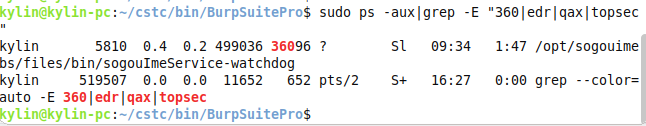 kylin@kylin-pc:~/cstc/bin/BurpSuitePro$ sudo ps -aux|grep -E "360|edr|qax|topsec
"
kylin       5810  0.4  0.2 499036 36096 ?       Sl   09:34   1:47 /opt/sogouime
bs/files/bin/sogouImeService-watchdog
kylin     519507  0.0  0.0  11652   652 pts/2   S+   16:27   0:00 grep --color=
auto -E 360|edr|qax|topsec
kylin@kylin-pc:~/cstc/bin/BurpSuitePro$